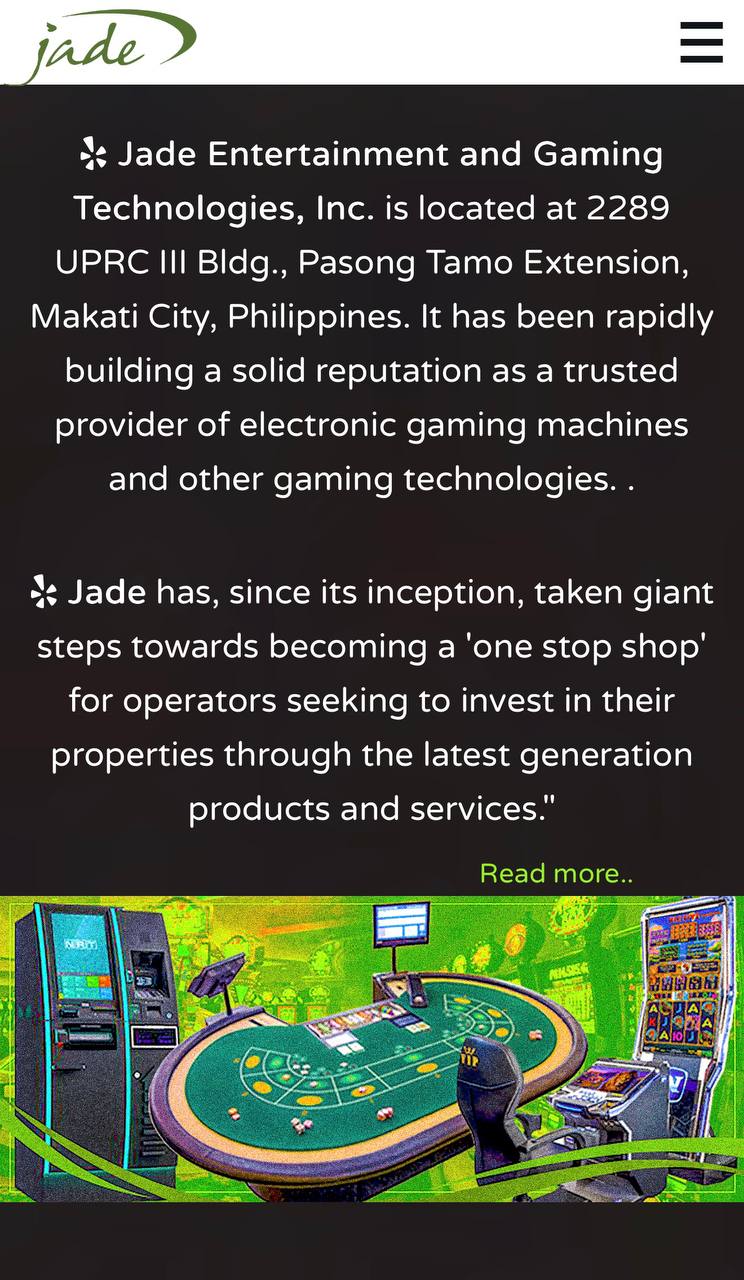 jade
Jade Entertainment and Gaming
Technologies, Inc. is located at 2289
UPRC III Bldg., Pasong Tamo Extension,
Makati City, Philippines. It has been rapidly
building a solid reputation as a trusted
provider of electronic gaming machines
and other gaming technologies. .
Jade has, since its inception, taken giant
steps towards becoming a 'one stop shop'
for operators seeking to invest in their
properties through the latest generation
products and services."
Read more..
VIP